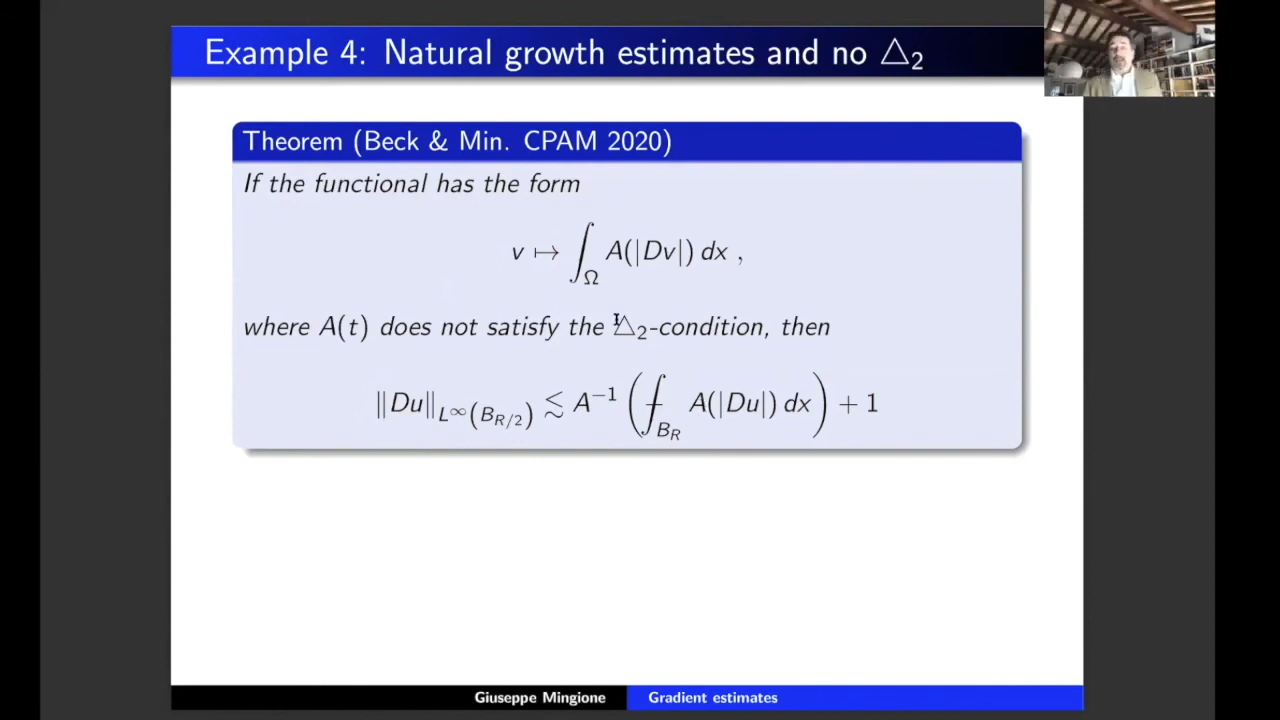 Example 4: Natural growth estimates and no △₂
Theorem (Beck & Min. CPAM 2020)
If the functional has the form
v ↦ ∫_Ω A(|Dv|) dx ,
where A(t) does not satisfy the △₂-condition, then
‖Du‖_{L^∞(B_{R/2})} ≲ A⁻¹ (⨍_{B_R} A(|Du|) dx) + 1
Giuseppe Mingione
Gradient estimates